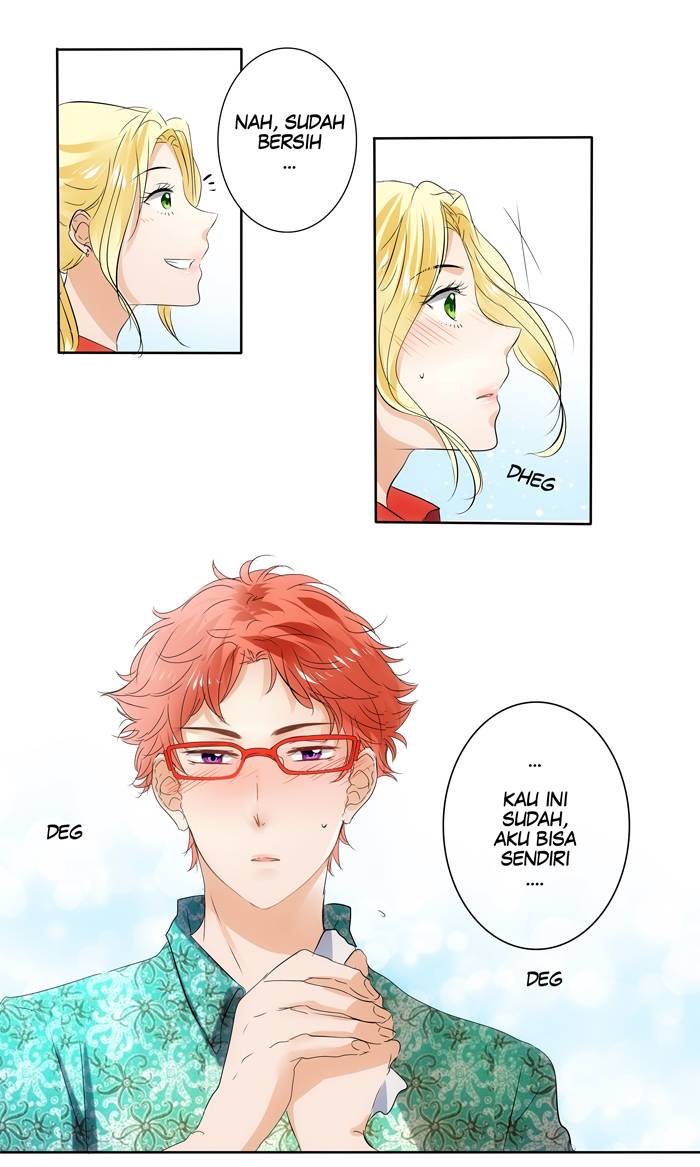 NAH, SUDAH
BERSIH
...
DHEG
DEG
...
KAU INI
SUDAH,
AKU BISA
SENDIRI
....
DEG